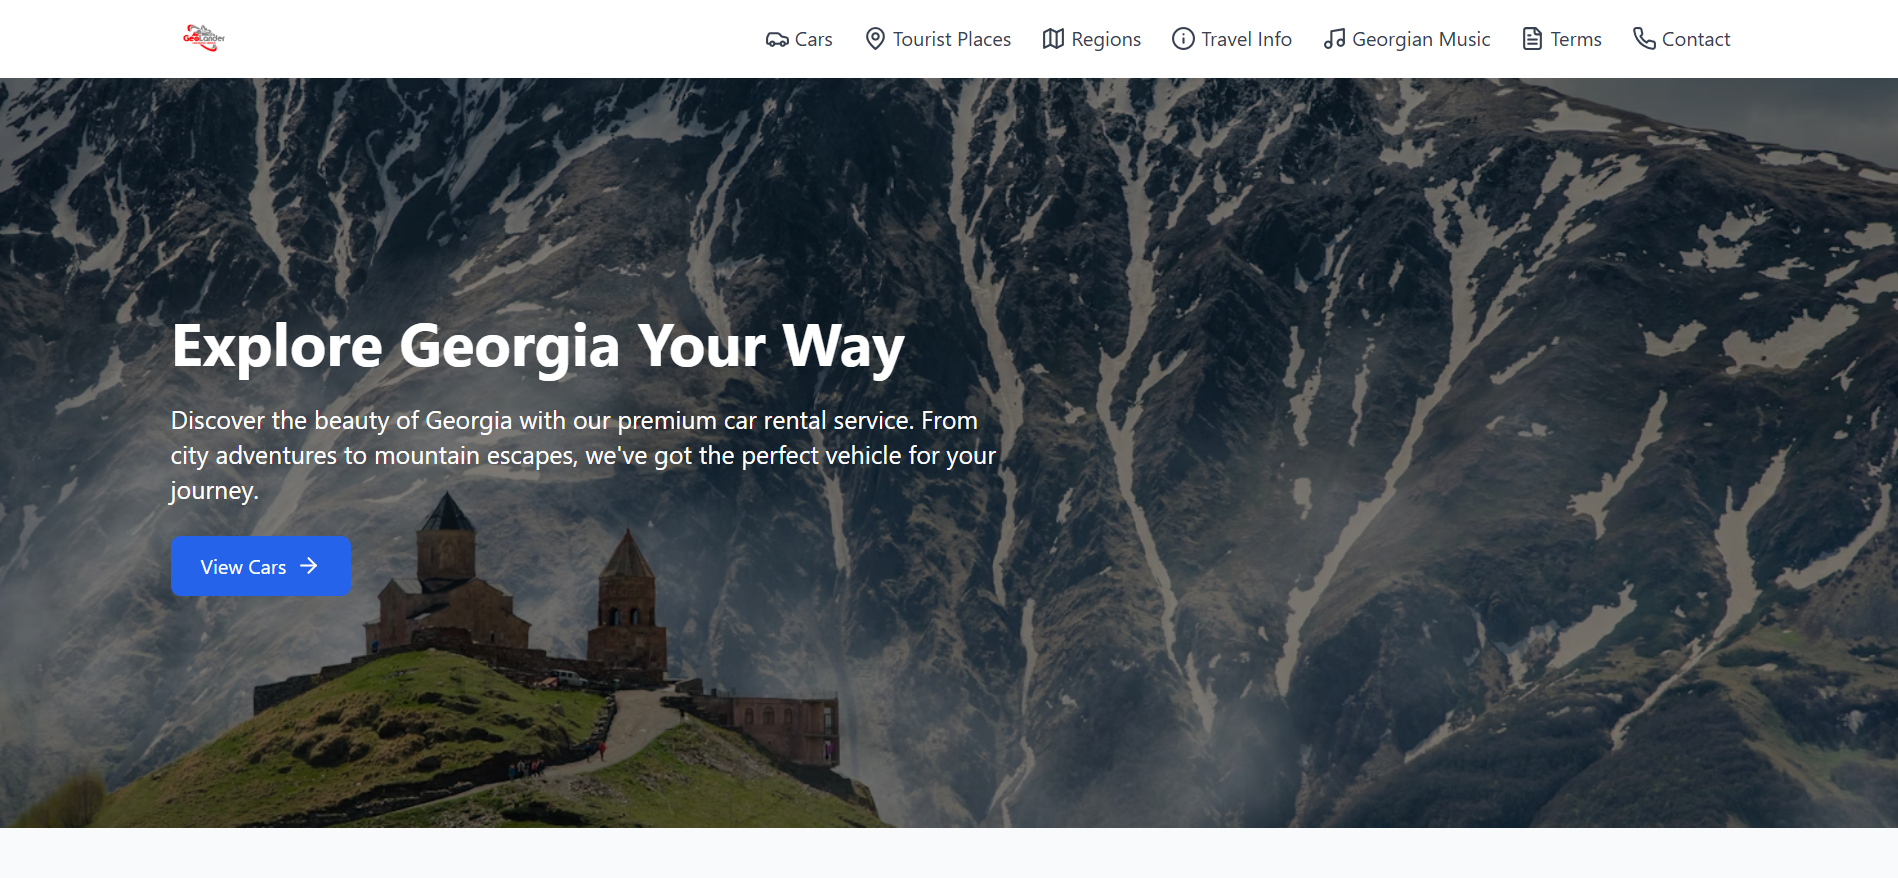 GeoLander
Cars
Tourist Places
Regions
Travel Info
Georgian Music
Terms
Contact
Explore Georgia Your Way
Discover the beauty of Georgia with our premium car rental service. From
city adventures to mountain escapes, we've got the perfect vehicle for your
journey.
View Cars